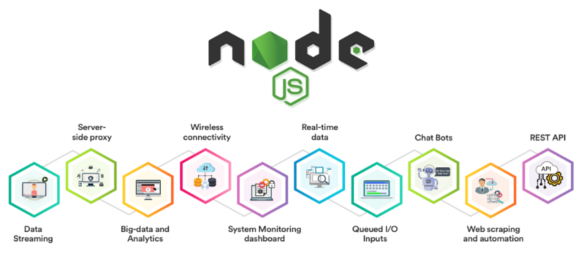 node
JS
Server-
side proxy
Wireless
connectivity
Real-time
data
Chat Bots
REST API
API
Data
Streaming
Big-data and
Analytics
System Monitoring
dashboard
Queued I/O
Inputs
Web scraping
and automation